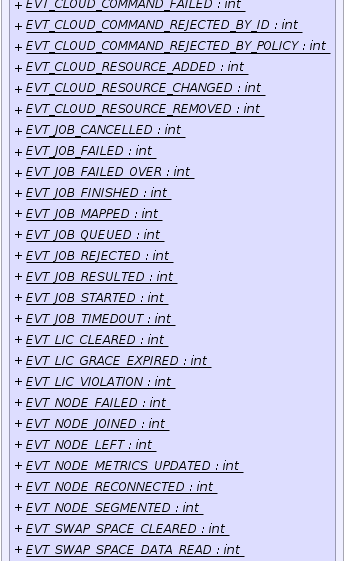 + EVT_CLOUD_COMMAND_FAILED : int
+ EVT_CLOUD_COMMAND_REJECTED_BY_ID : int
+ EVT_CLOUD_COMMAND_REJECTED_BY_POLICY : int
+ EVT_CLOUD_RESOURCE_ADDED : int
+ EVT_CLOUD_RESOURCE_CHANGED : int
+ EVT_CLOUD_RESOURCE_REMOVED : int
+ EVT_JOB_CANCELLED : int
+ EVT_JOB_FAILED : int
+ EVT_JOB_FAILED_OVER : int
+ EVT_JOB_FINISHED : int
+ EVT_JOB_MAPPED : int
+ EVT_JOB_QUEUED : int
+ EVT_JOB_REJECTED : int
+ EVT_JOB_RESULTED : int
+ EVT_JOB_STARTED : int
+ EVT_JOB_TIMEDOUT : int
+ EVT_LIC_CLEARED : int
+ EVT_LIC_GRACE_EXPIRED : int
+ EVT_LIC_VIOLATION : int
+ EVT_NODE_FAILED : int
+ EVT_NODE_JOINED : int
+ EVT_NODE_LEFT : int
+ EVT_NODE_METRICS_UPDATED : int
+ EVT_NODE_RECONNECTED : int
+ EVT_NODE_SEGMENTED : int
+ EVT_SWAP_SPACE_CLEARED : int
+ EVT_SWAP_SPACE_DATA_READ : int